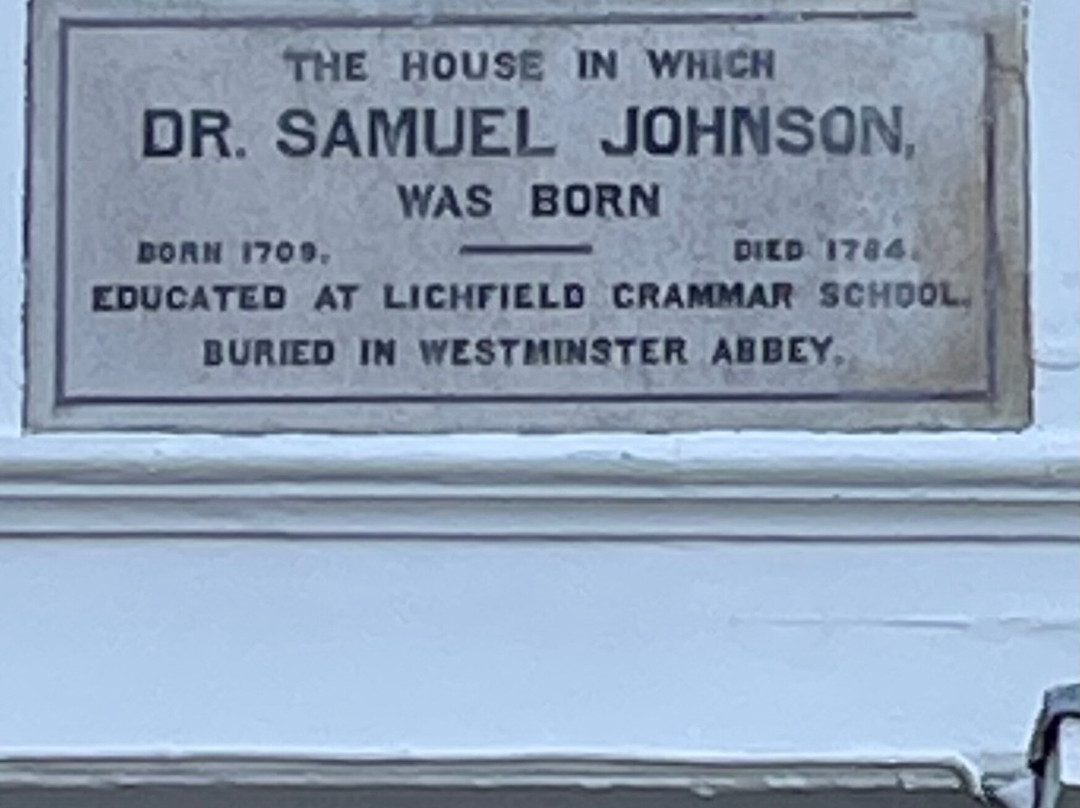 THE HOUSE IN WHICH
DR. SAMUEL JOHNSON,
WAS BORN
BORN 1709. DIED 1784.
EDUCATED AT LICHFIELD GRAMMAR SCHOOL.
BURIED IN WESTMINSTER ABBEY.